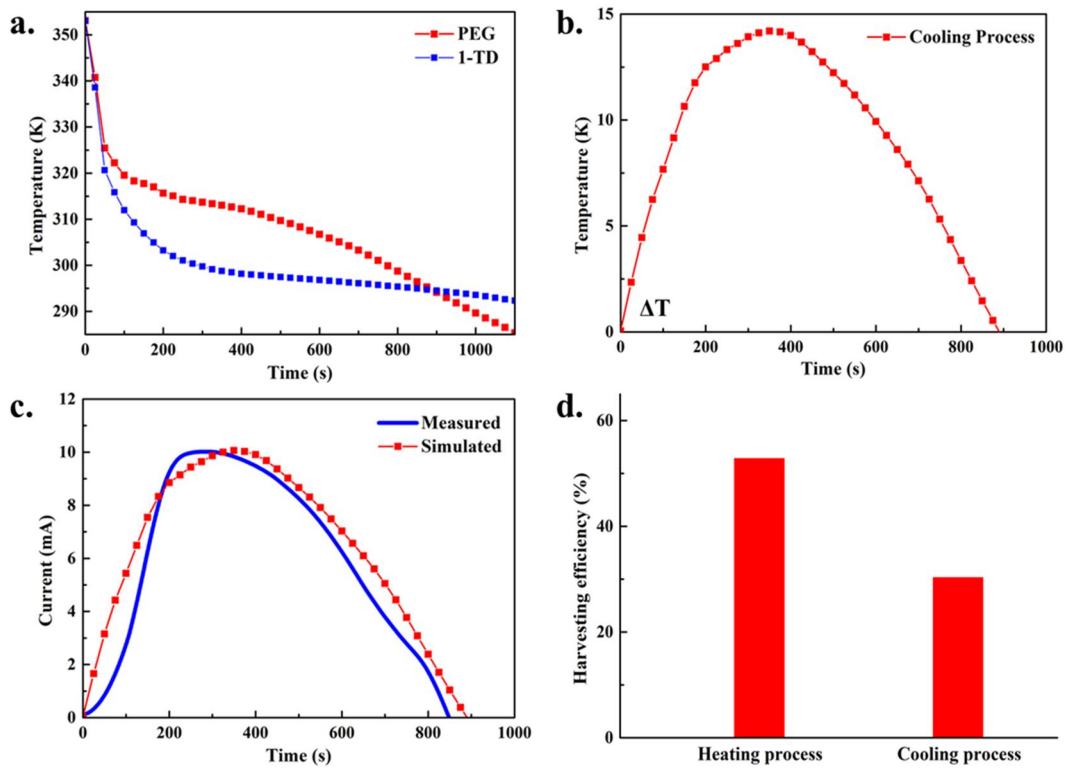 a.
PEG
1-TD
350
340
330
320
310
300
290
Temperature (K)
0 200 400 600 800 1000
Time (s)
b.
Cooling Process
15
10
5
0
Temperature (K)
ΔT
0 200 400 600 800 1000
Time (s)
c.
Measured
Simulated
12
10
8
6
4
2
0
Current (mA)
0 200 400 600 800 1000
Time (s)
d.
60
40
20
0
Harvesting efficiency (%)
Heating process
Cooling process